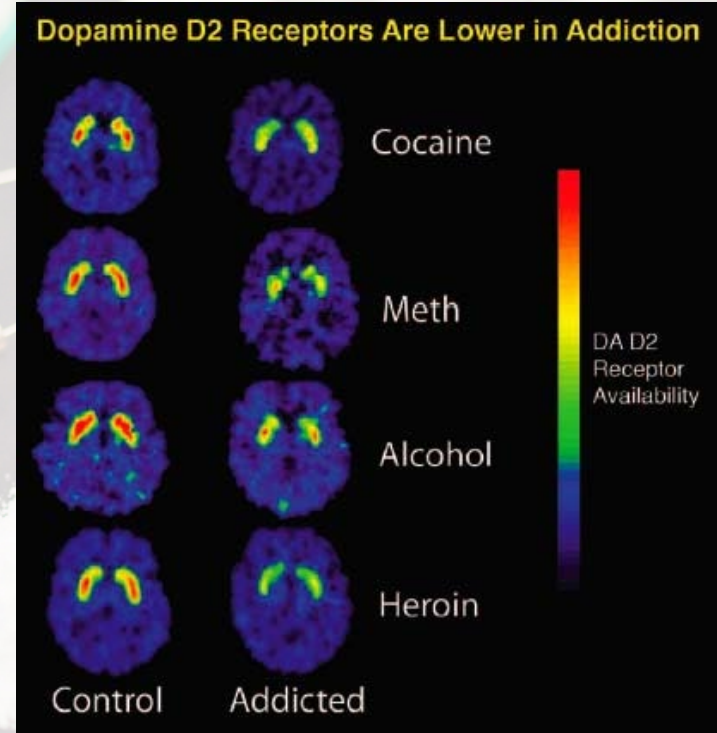 Dopamine D2 Receptors Are Lower in Addiction
Cocaine
Meth
DA D2
Receptor
Availability
Alcohol
Heroin
Control Addicted